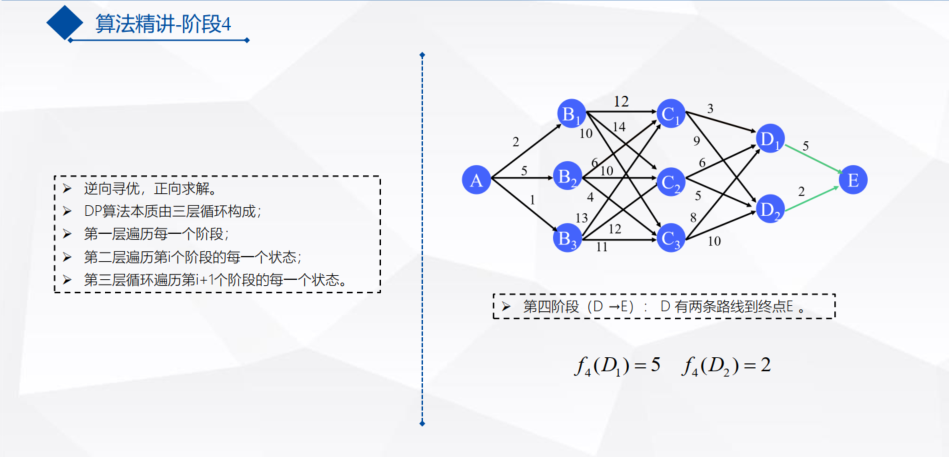 算法精讲-阶段4
➢ 逆向寻优，正向求解。
➢ DP算法本质由三层循环构成；
➢ 第一层遍历每一个阶段；
➢ 第二层遍历第i个阶段的每一个状态；
➢ 第三层循环遍历第i+1个阶段的每一个状态。
12
3
B₁
C₁
10
14
2
9
D₁
5
6
A
5
B₂
10
C₂
6
E
4
5
2
1
13
D₂
12
8
B₃
11
C₃
10
➢ 第四阶段（D →E）： D 有两条路线到终点E 。
f₄(D₁) = 5 f₄(D₂) = 2